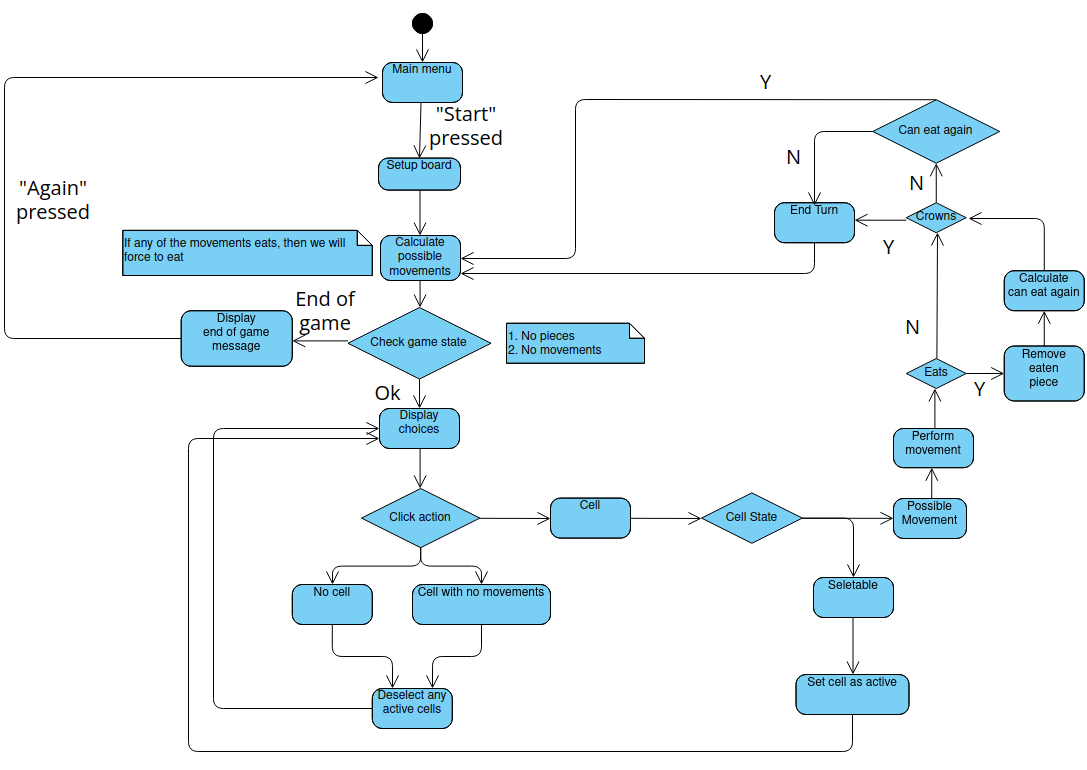 Main menu
Y
"Start"
pressed
Can eat again
N
Setup board
"Again"
pressed
N
End Turn
Crowns
Y
If any of the movements eats, then we will
force to eat
Calculate
possible
movements
Calculate
can eat again
End of
game
Display
end of game
message
Check game state
1. No pieces
2. No movements
N
Remove
eaten
piece
Eats
Y
Ok
Display
choices
Perform
movement
Click action
Cell
Cell State
Possible
Movement
No cell
Cell with no movements
Seletable
Deselect any
active cells
Set cell as active